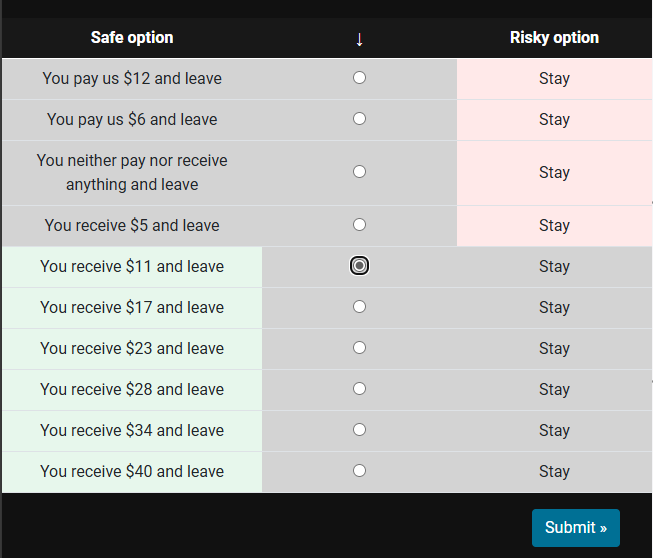 Safe option ↓ Risky option
You pay us $12 and leave Stay
You pay us $6 and leave Stay
You neither pay nor receive
anything and leave Stay
You receive $5 and leave Stay
You receive $11 and leave Stay
You receive $17 and leave Stay
You receive $23 and leave Stay
You receive $28 and leave Stay
You receive $34 and leave Stay
You receive $40 and leave Stay
Submit »